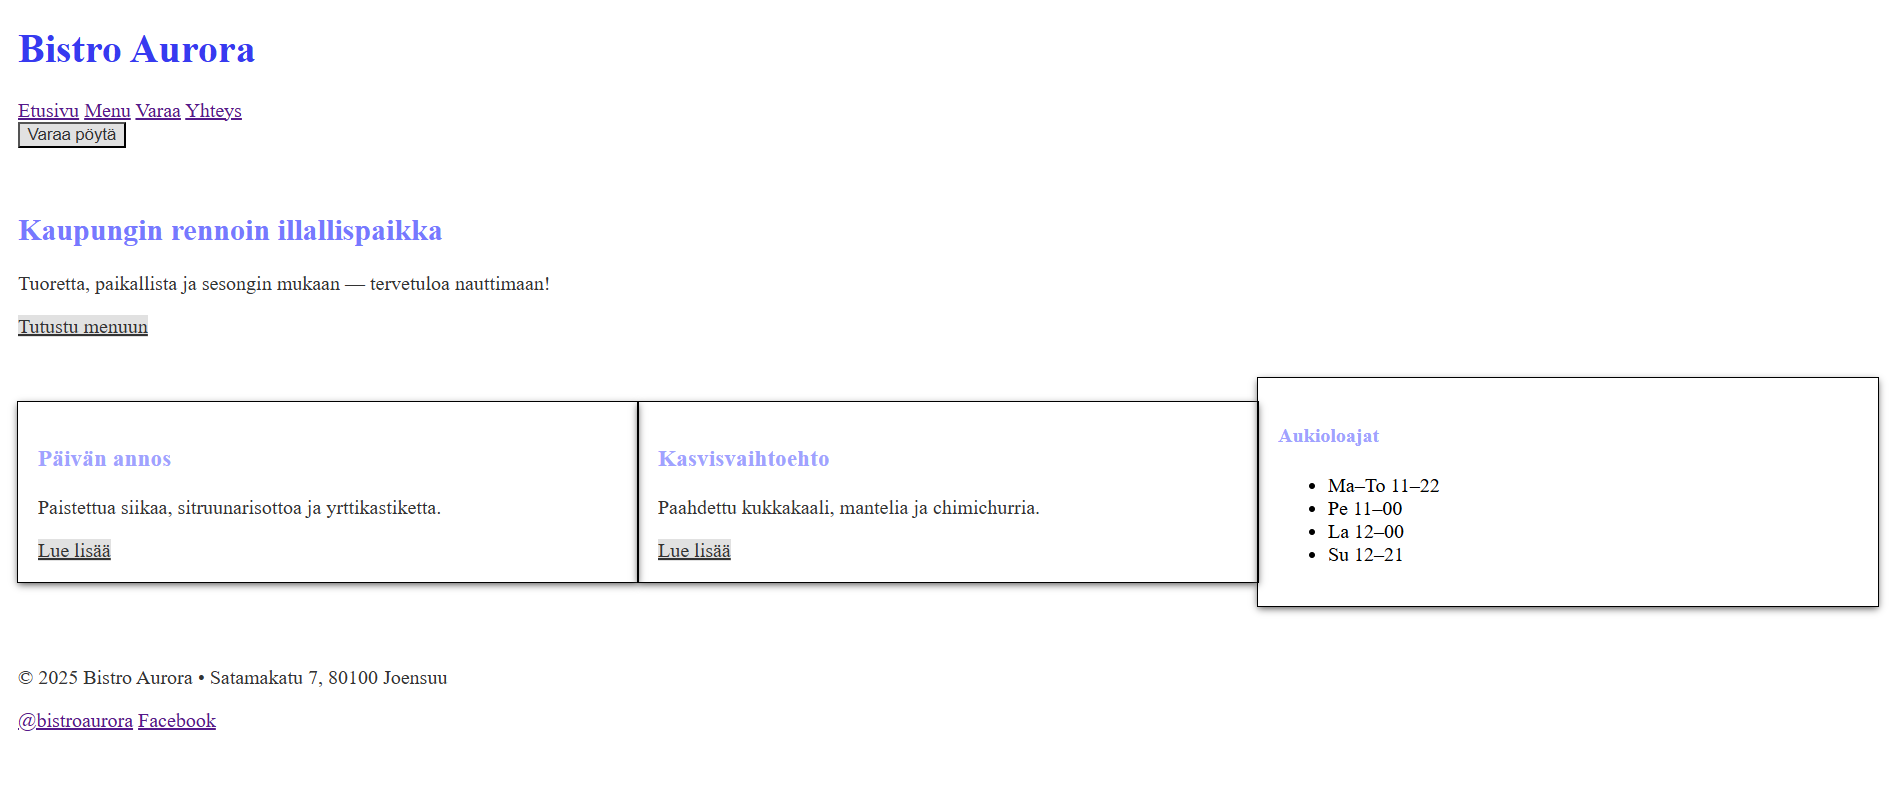 Bistro Aurora
Etusivu Menu Varaa Yhteys
Varaa pöytä
Kaupungin rennoin illallispaikka
Tuoretta, paikallista ja sesongin mukaan — tervetuloa nauttimaan!
Tutustu menuun
Päivän annos
Paistettua siikaa, sitruunarisottoa ja yrttikastiketta.
Lue lisää
Kasvisvaihtoehto
Paahdettu kukkakaali, mantelia ja chimichurria.
Lue lisää
Aukioloajat
• Ma–To 11–22
• Pe 11–00
• La 12–00
• Su 12–21
© 2025 Bistro Aurora • Satamakatu 7, 80100 Joensuu
@bistroaurora Facebook